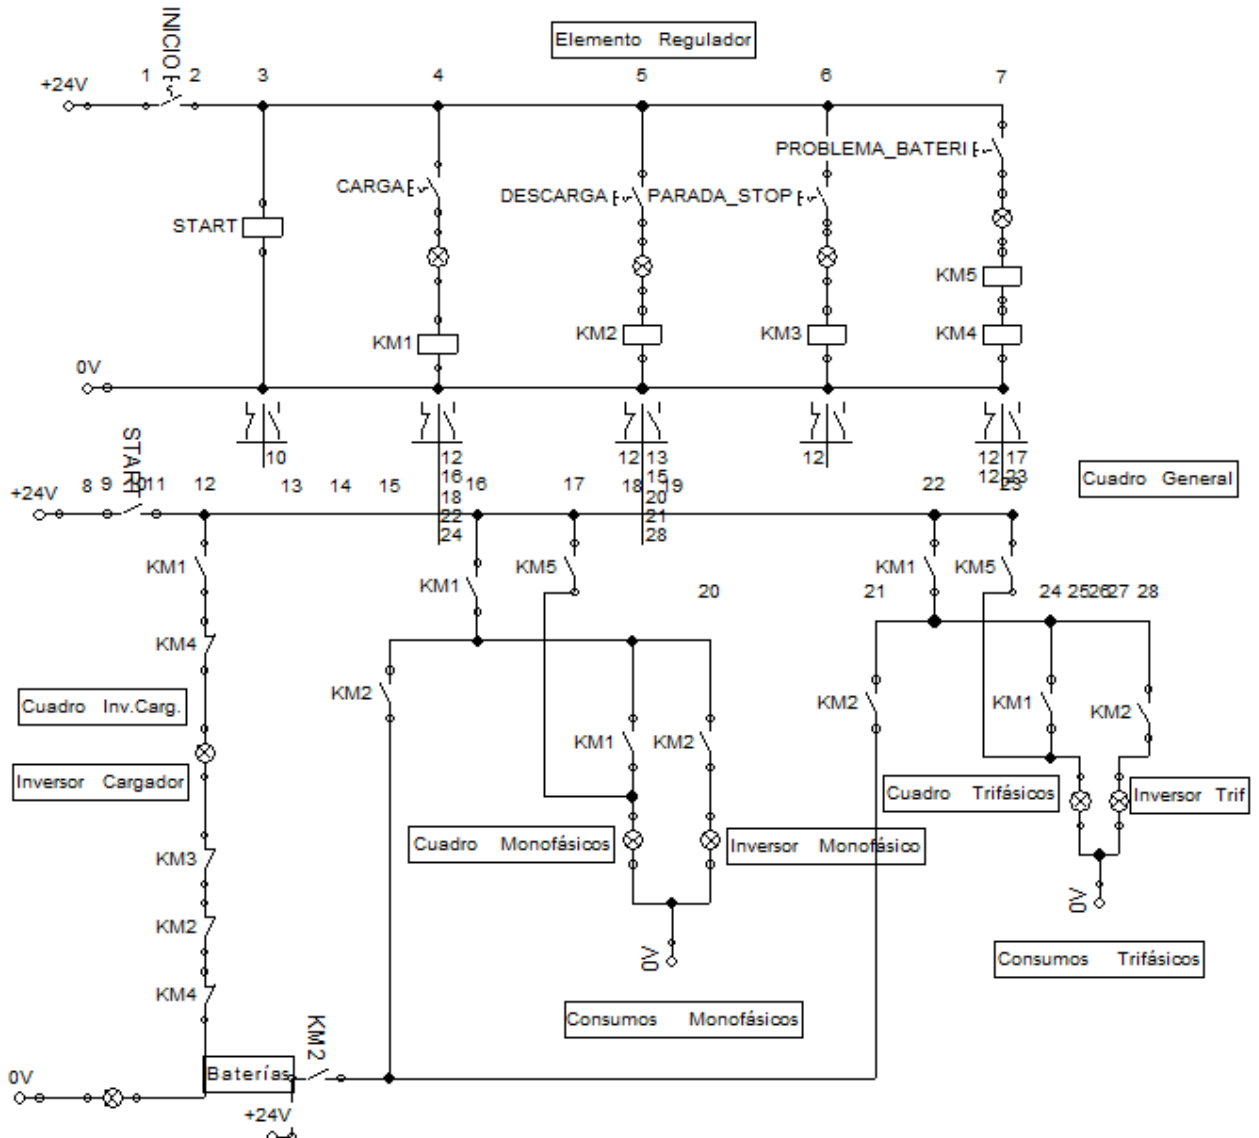 INICIO
Elemento Regulador
+24V 1 2 3 4 5 6 7
PROBLEMA_BATERI
CARGA DESCARGA PARADA_STOP
START
KM5
KM1 KM2 KM3 KM4
0V
START
10 12 12 13 12 12 17
16 15 12 23
18 20
22 21
24 28
Cuadro General
+24V 8 9 10 11 12 13 14 15 16 17 18 19 22 23
KM1 KM1 KM5 KM1 KM5
20 21 24 25 26 27 28
KM4
KM2 KM2 KM1 KM2
Cuadro Inv.Carg.
KM1 KM2
Inversor Cargador
Cuadro Trifásicos Inversor Trif
Cuadro Monofásicos Inversor Monofásico
KM3
0V
KM2
0V
Consumos Trifásicos
KM4
Consumos Monofásicos
KM2
Baterías
0V
+24V